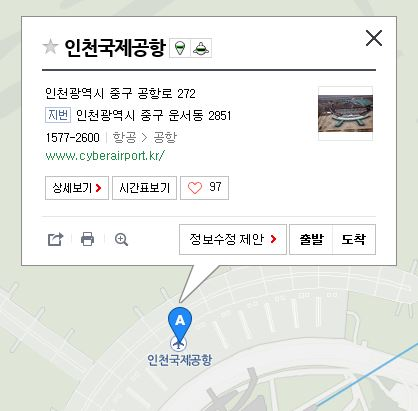 인천국제공항
인천광역시 중구 공항로 272
지번 인천광역시 중구 운서동 2851
1577-2600 | 항공 > 공항
www.cyberairport.kr/
상세보기 > 시간표보기 97
정보수정 제안 > 출발 도착
A
인천국제공항